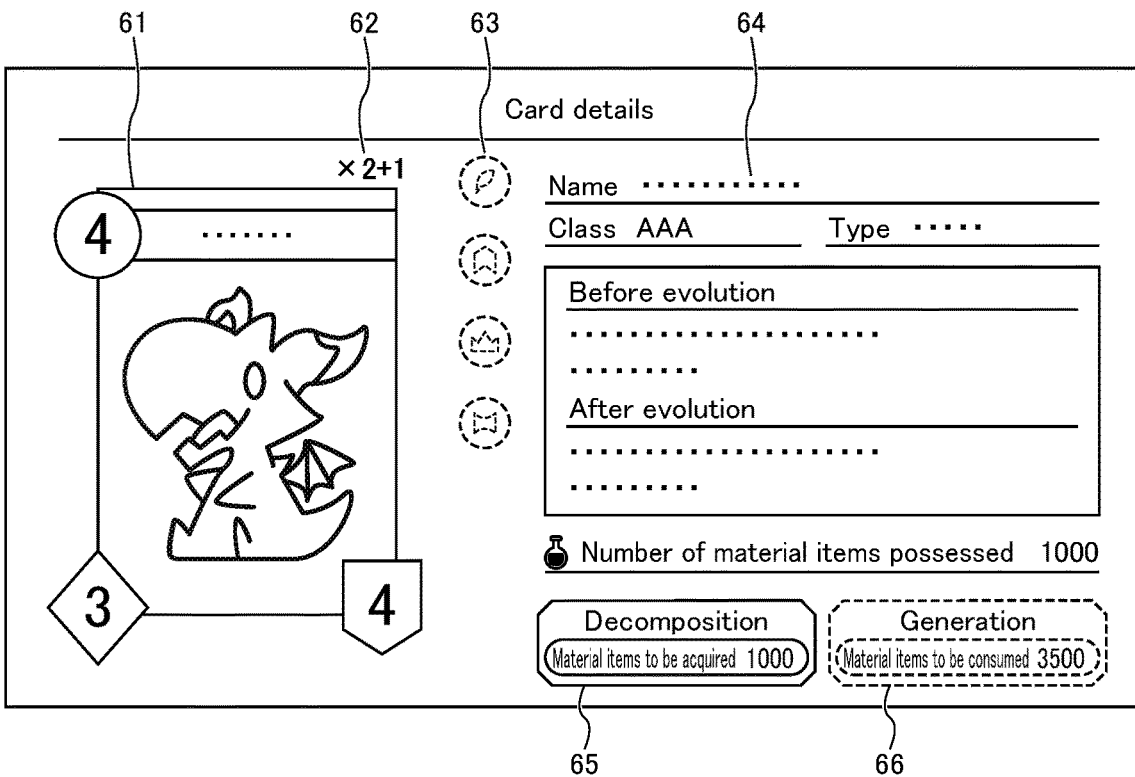 61 62 63 64
Card details
×2+1
4
Name
Class AAA Type
Before evolution
After evolution
Number of material items possessed 1000
3
4
Decomposition
Material items to be acquired 1000
Generation
Material items to be consumed 3500
65 66